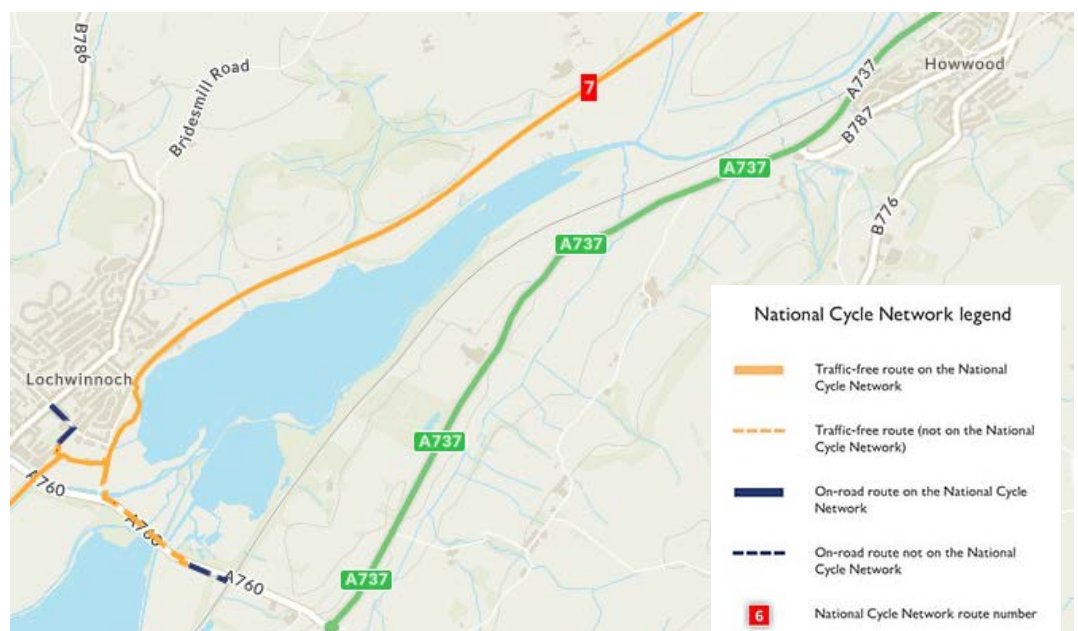 B786
Bridesmill Road
7
Howwood
A737
B787
A737
A737
B776
Lochwinnoch
A737
A760
A760
A760
A737
National Cycle Network legend
Traffic-free route on the National
Cycle Network
Traffic-free route (not on the National
Cycle Network)
On-road route on the National Cycle
Network
On-road route not on the National
Cycle Network
6
National Cycle Network route number